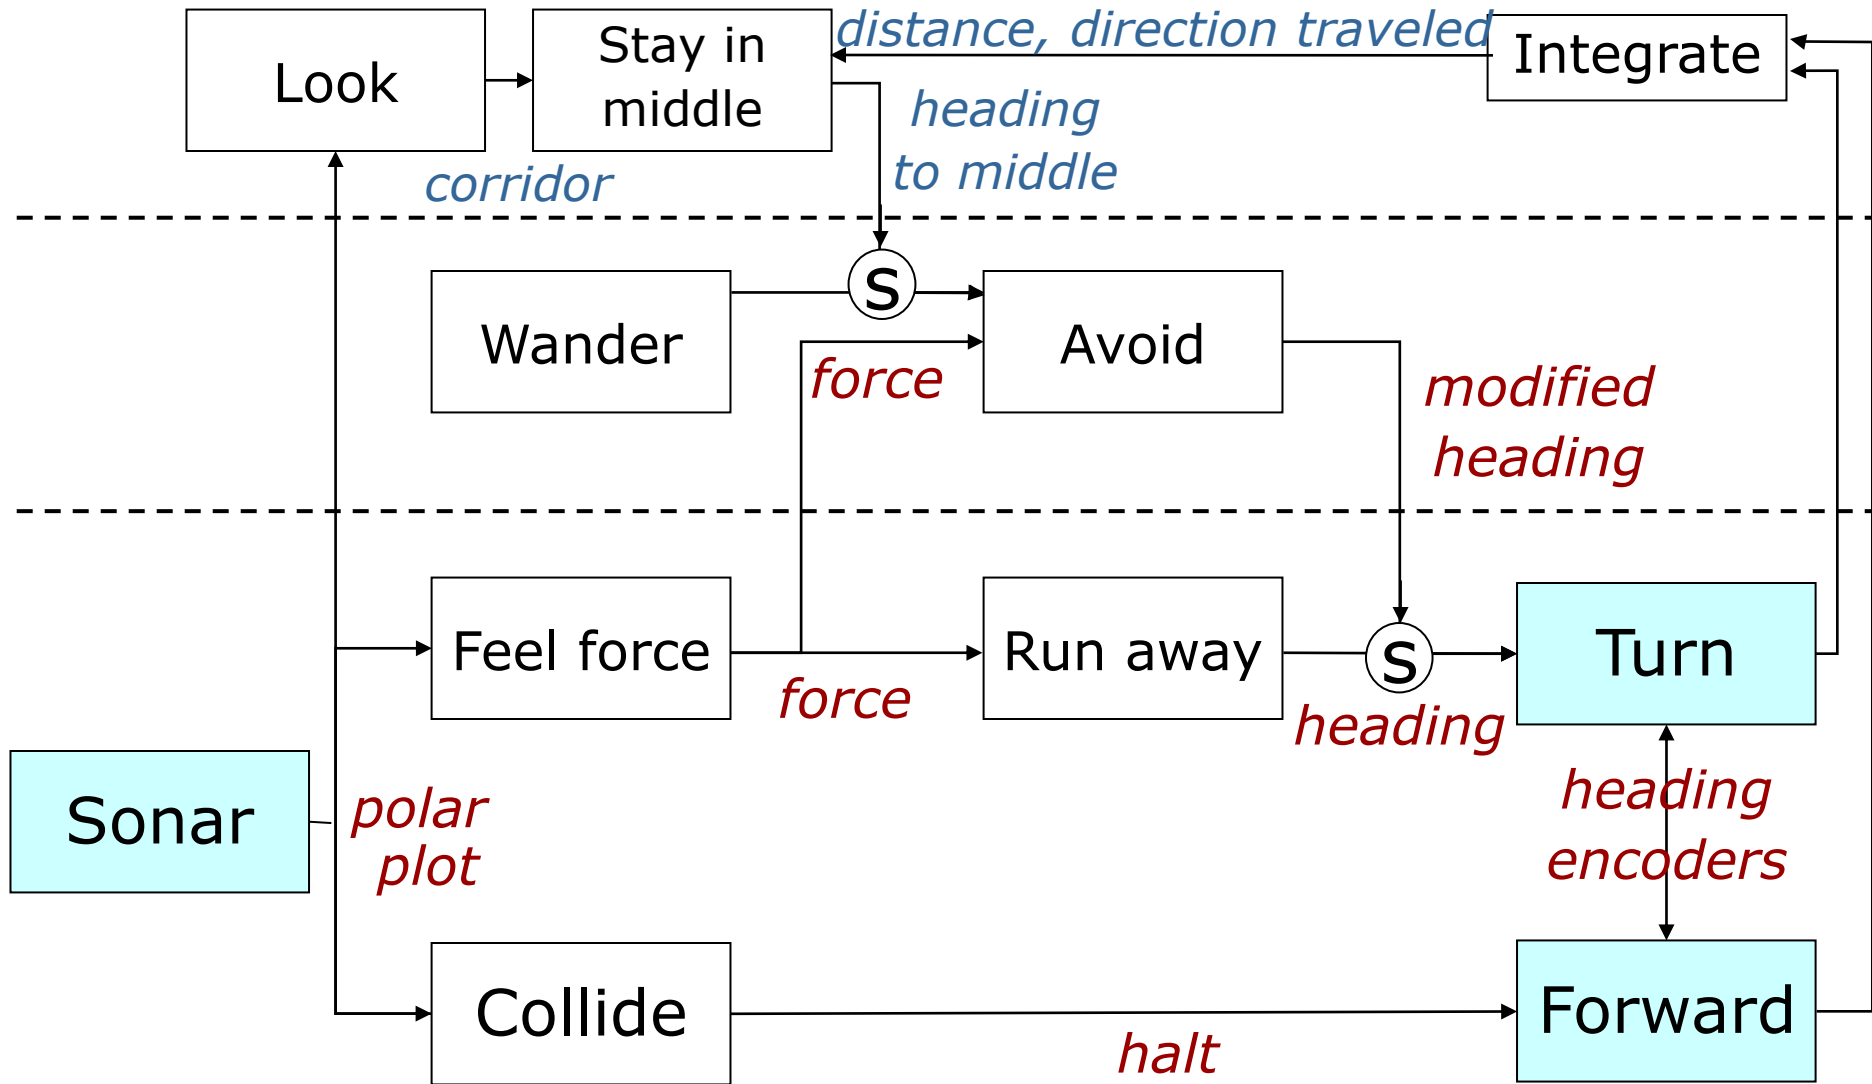 Look
Stay in
middle
distance, direction traveled
Integrate
heading
to middle
corridor
S
Wander
Avoid
force
modified
heading
Feel force
Run away
S
Turn
force
heading
Sonar
polar
plot
heading
encoders
Collide
Forward
halt